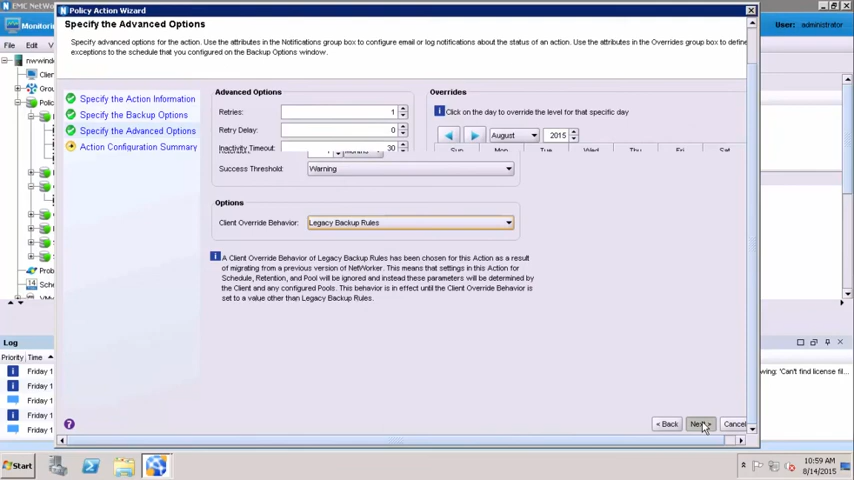 EMC NetWo
Policy Action Wizard
Monitorin
User: administrator
File Edit V
Specify the Advanced Options
Specify advanced options for the action. Use the attributes in the Notifications group box to configure email or log notifications about the status of an action. Use the attributes in the Overrides group box to define
exceptions to the schedule that you configured on the Backup Options window.
nwwindow
Clien
Grou
Polic
Prob
Sche
VMw
Specify the Action Information
Specify the Backup Options
Specify the Advanced Options
Action Configuration Summary
Advanced Options
Retries: 1
Retry Delay: 0
Inactivity Timeout: 30
Success Threshold: Warning
Overrides
Click on the day to override the level for that specific day
August 2015
Sun Mon Tue Wed Thu Fri Sat
Options
Client Override Behavior: Legacy Backup Rules
A Client Override Behavior of Legacy Backup Rules has been chosen for this Action as a result
of migrating from a previous version of NetWorker. This means that settings in this Action for
Schedule, Retention, and Pool will be ignored and instead these parameters will be determined by
the Client and any configured Pools. This behavior is in effect until the Client Override Behavior is
set to a value other than Legacy Backup Rules.
< Back Next > Cancel
Log
Priority Time
Friday 1
Friday 1
Friday 1
Friday 1
Friday 1
owing: 'Can't find license fil...
Start
10:59 AM
8/14/2015